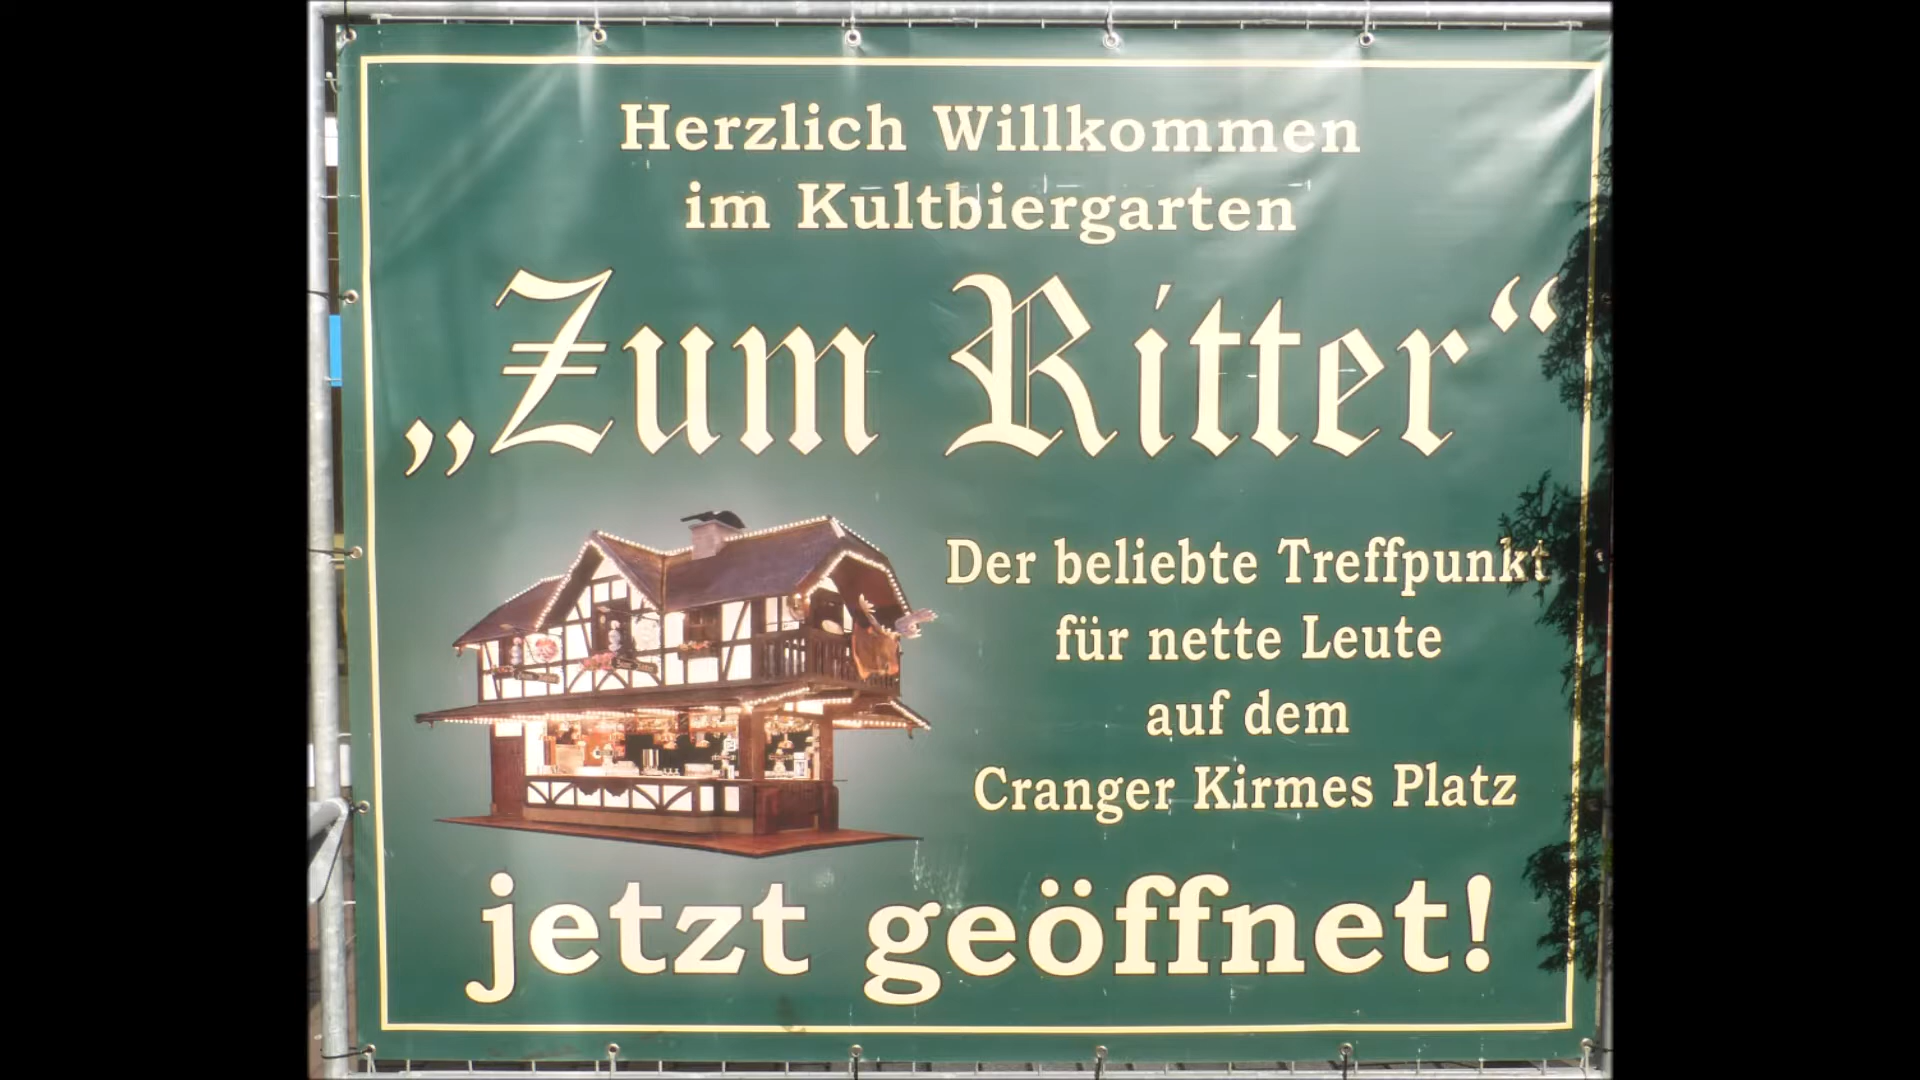 Herzlich Willkommen
im Kultbiergarten
„Zum Ritter“
Der beliebte Treffpunkt
für nette Leute
auf dem
Cranger Kirmes Platz
jetzt geöffnet!